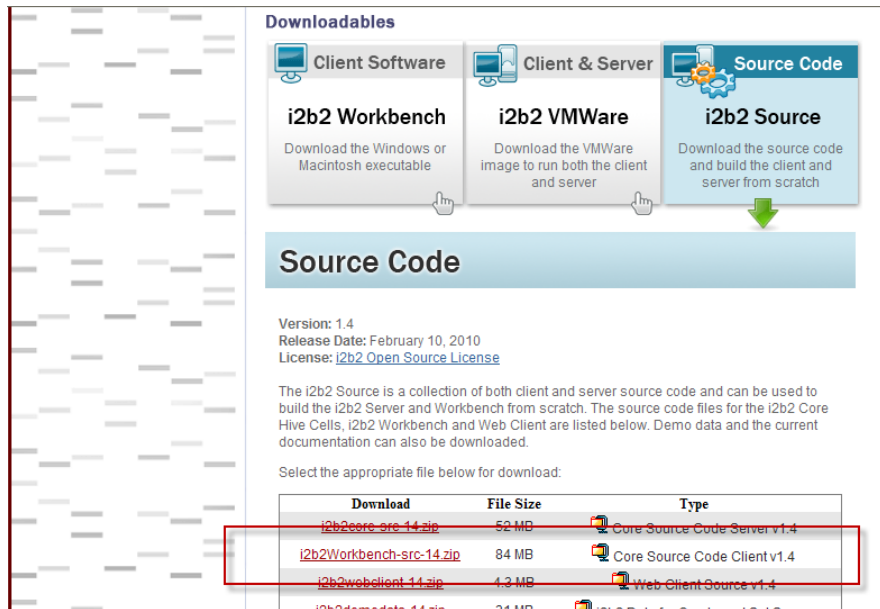 Downloadables
Client Software
Client & Server
Source Code
i2b2 Workbench
i2b2 VMWare
i2b2 Source
Download the Windows or
Macintosh executable
Download the VMWare
image to run both the client
and server
Download the source code
and build the client and
server from scratch
Source Code
Version: 1.4
Release Date: February 10, 2010
License: i2b2 Open Source License
The i2b2 Source is a collection of both client and server source code and can be used to
build the i2b2 Server and Workbench from scratch. The source code files for the i2b2 Core
Hive Cells, i2b2 Workbench and Web Client are listed below. Demo data and the current
documentation can also be downloaded.
Select the appropriate file below for download:
Download File Size Type
i2b2core-src-14.zip 52 MB Core Source Code Server v1.4
i2b2Workbench-src-14.zip 84 MB Core Source Code Client v1.4
i2b2webclient-14.zip 4.3 MB Web Client Source v1.4
i2b2demodata-14.zip